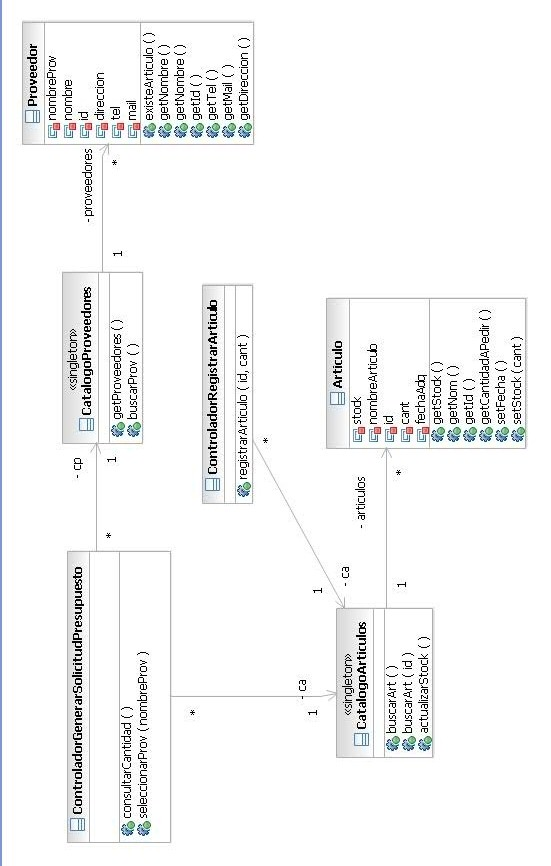 ControladorGenerarSolicitudPresupuesto
consultarCantidad ( )
seleccionarProv ( nombreProv )
- cp
*
1
«singleton»
CatalogoProveedores
getProveedores ( )
buscarProv ( )
- proveedores
1
*
Proveedor
nombreProv
nombre
id
direccion
tel
mail
existeArticulo ( )
getNombre ( )
getNombre ( )
getId ( )
getTel ( )
getMail ( )
getDireccion ( )
ControladorRegistrarArticulo
registrarArticulo ( id, cant )
*
1
- ca
*
- ca
1
«singleton»
CatalogoArticulos
buscarArt ( )
buscarArt ( id )
actualizarStock ( )
- articulos
1
*
Articulo
stock
nombreArticulo
id
cant
fechaAdq
getStock ( )
getNom ( )
getId ( )
getCantidadAPedir ( )
setFecha ( )
setStock ( cant )